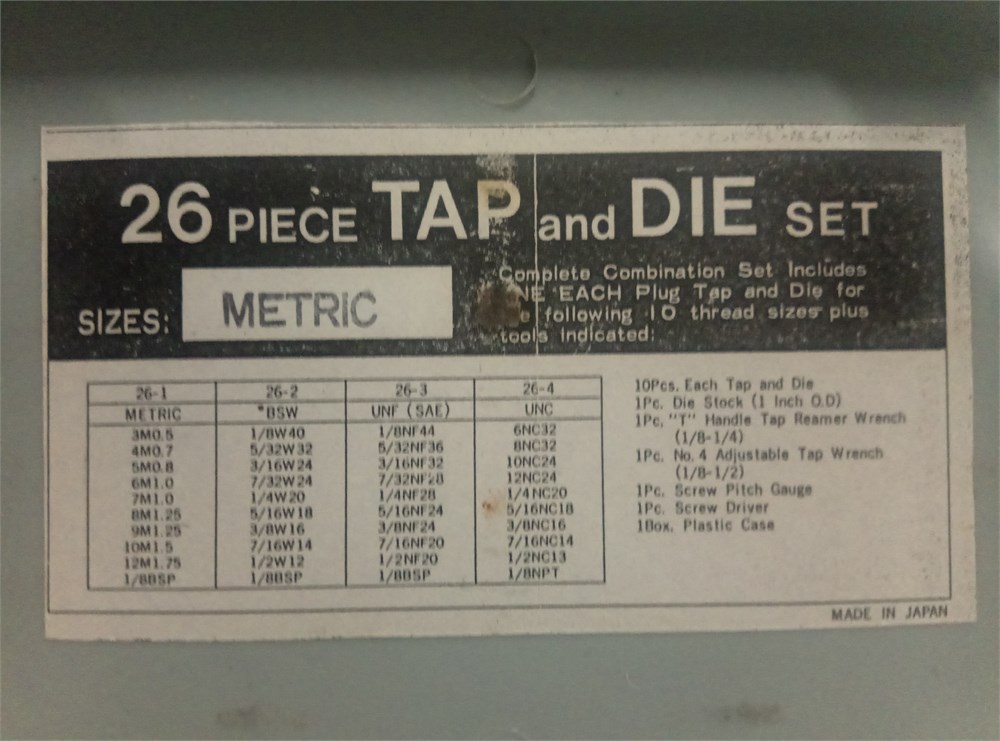 26 PIECE TAP and DIE SET
SIZES: METRIC
Complete Combination Set Includes
EACH Plug Tap and Die for
following 10 thread sizes plus
tools indicated:
26-1 26-2 26-3 26-4
METRIC *BSW UNF (SAE) UNC
3M0.5 1/8W40 1/8NF44 6NC32
4M0.7 5/32W32 5/32NF36 8NC32
5M0.8 3/16W24 3/16NF32 10NC24
6M1.0 7/32W24 7/32NF28 12NC24
7M1.0 1/4W20 1/4NF28 1/4NC20
8M1.25 5/16W18 5/16NF24 5/16NC18
9M1.25 3/8W16 3/8NF24 3/8NC16
10M1.5 7/16W14 7/16NF20 7/16NC14
12M1.75 1/2W12 1/2NF20 1/2NC13
1/8BSP 1/8BSP 1/8BSP 1/8NPT
10Pcs. Each Tap and Die
1Pc. Die Stock (1 Inch O.D)
1Pc. "T" Handle Tap Reamer Wrench
(1/8-1/4)
1Pc. No.4 Adjustable Tap Wrench
(1/8-1/2)
1Pc. Screw Pitch Gauge
1Pc. Screw Driver
1Box. Plastic Case
MADE IN JAPAN